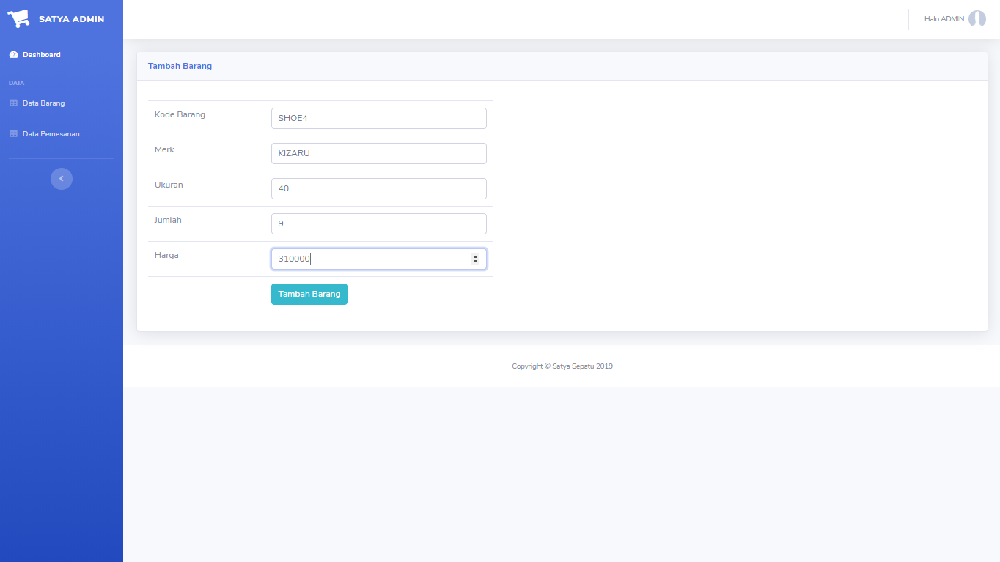 SATYA ADMIN
Halo ADMIN
Dashboard
DATA
Data Barang
Data Pemesanan
Tambah Barang
Kode Barang SHOE4
Merk KIZARU
Ukuran 40
Jumlah 9
Harga 310000
Tambah Barang
Copyright © Satya Sepatu 2019